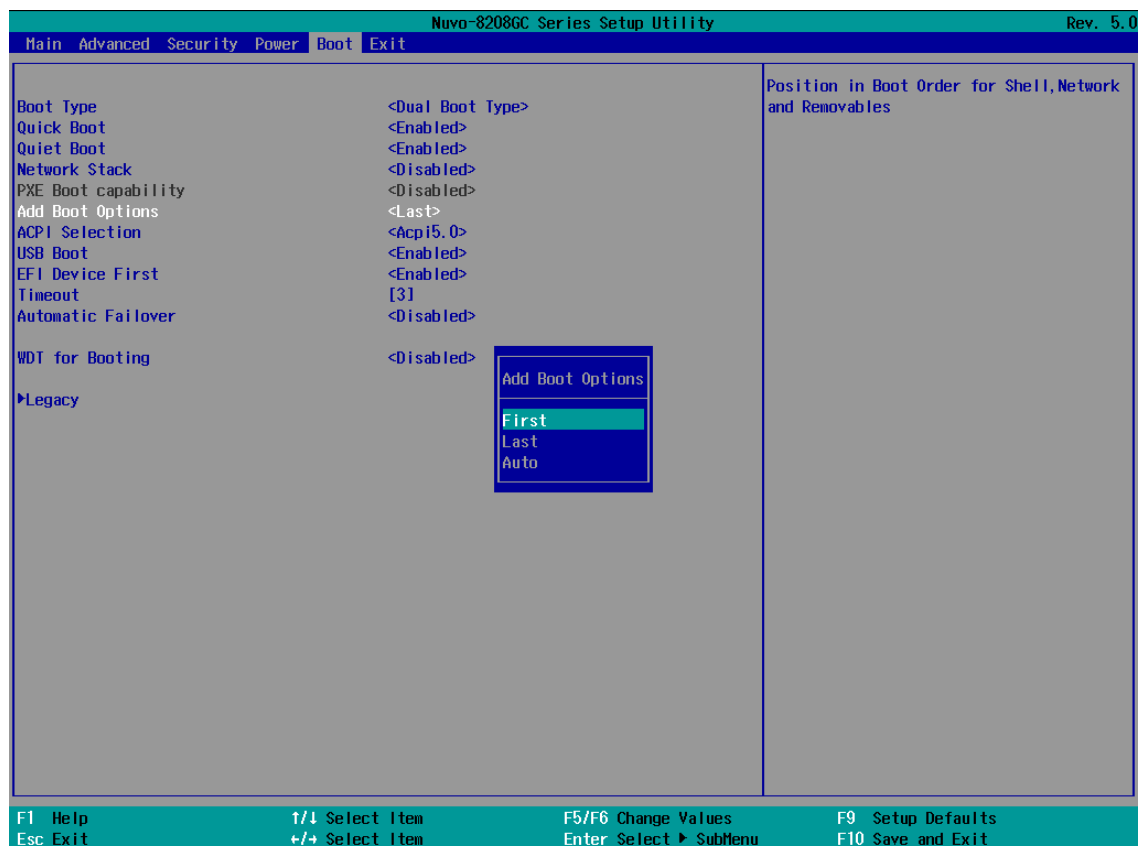 Nuvo-8208GC Series Setup Utility Rev. 5.0
Main Advanced Security Power Boot Exit
Position in Boot Order for Shell,Network
and Removables
Boot Type <Dual Boot Type>
Quick Boot <Enabled>
Quiet Boot <Enabled>
Network Stack <Disabled>
PXE Boot capability <Disabled>
Add Boot Options <Last>
ACPI Selection <Acpi5.0>
USB Boot <Enabled>
EFI Device First <Enabled>
Timeout [3]
Automatic Failover <Disabled>
WDT for Booting <Disabled>
▶Legacy
Add Boot Options
First
Last
Auto
F1 Help ↑/↓ Select Item F5/F6 Change Values F9 Setup Defaults
Esc Exit ←/→ Select Item Enter Select ▶ SubMenu F10 Save and Exit